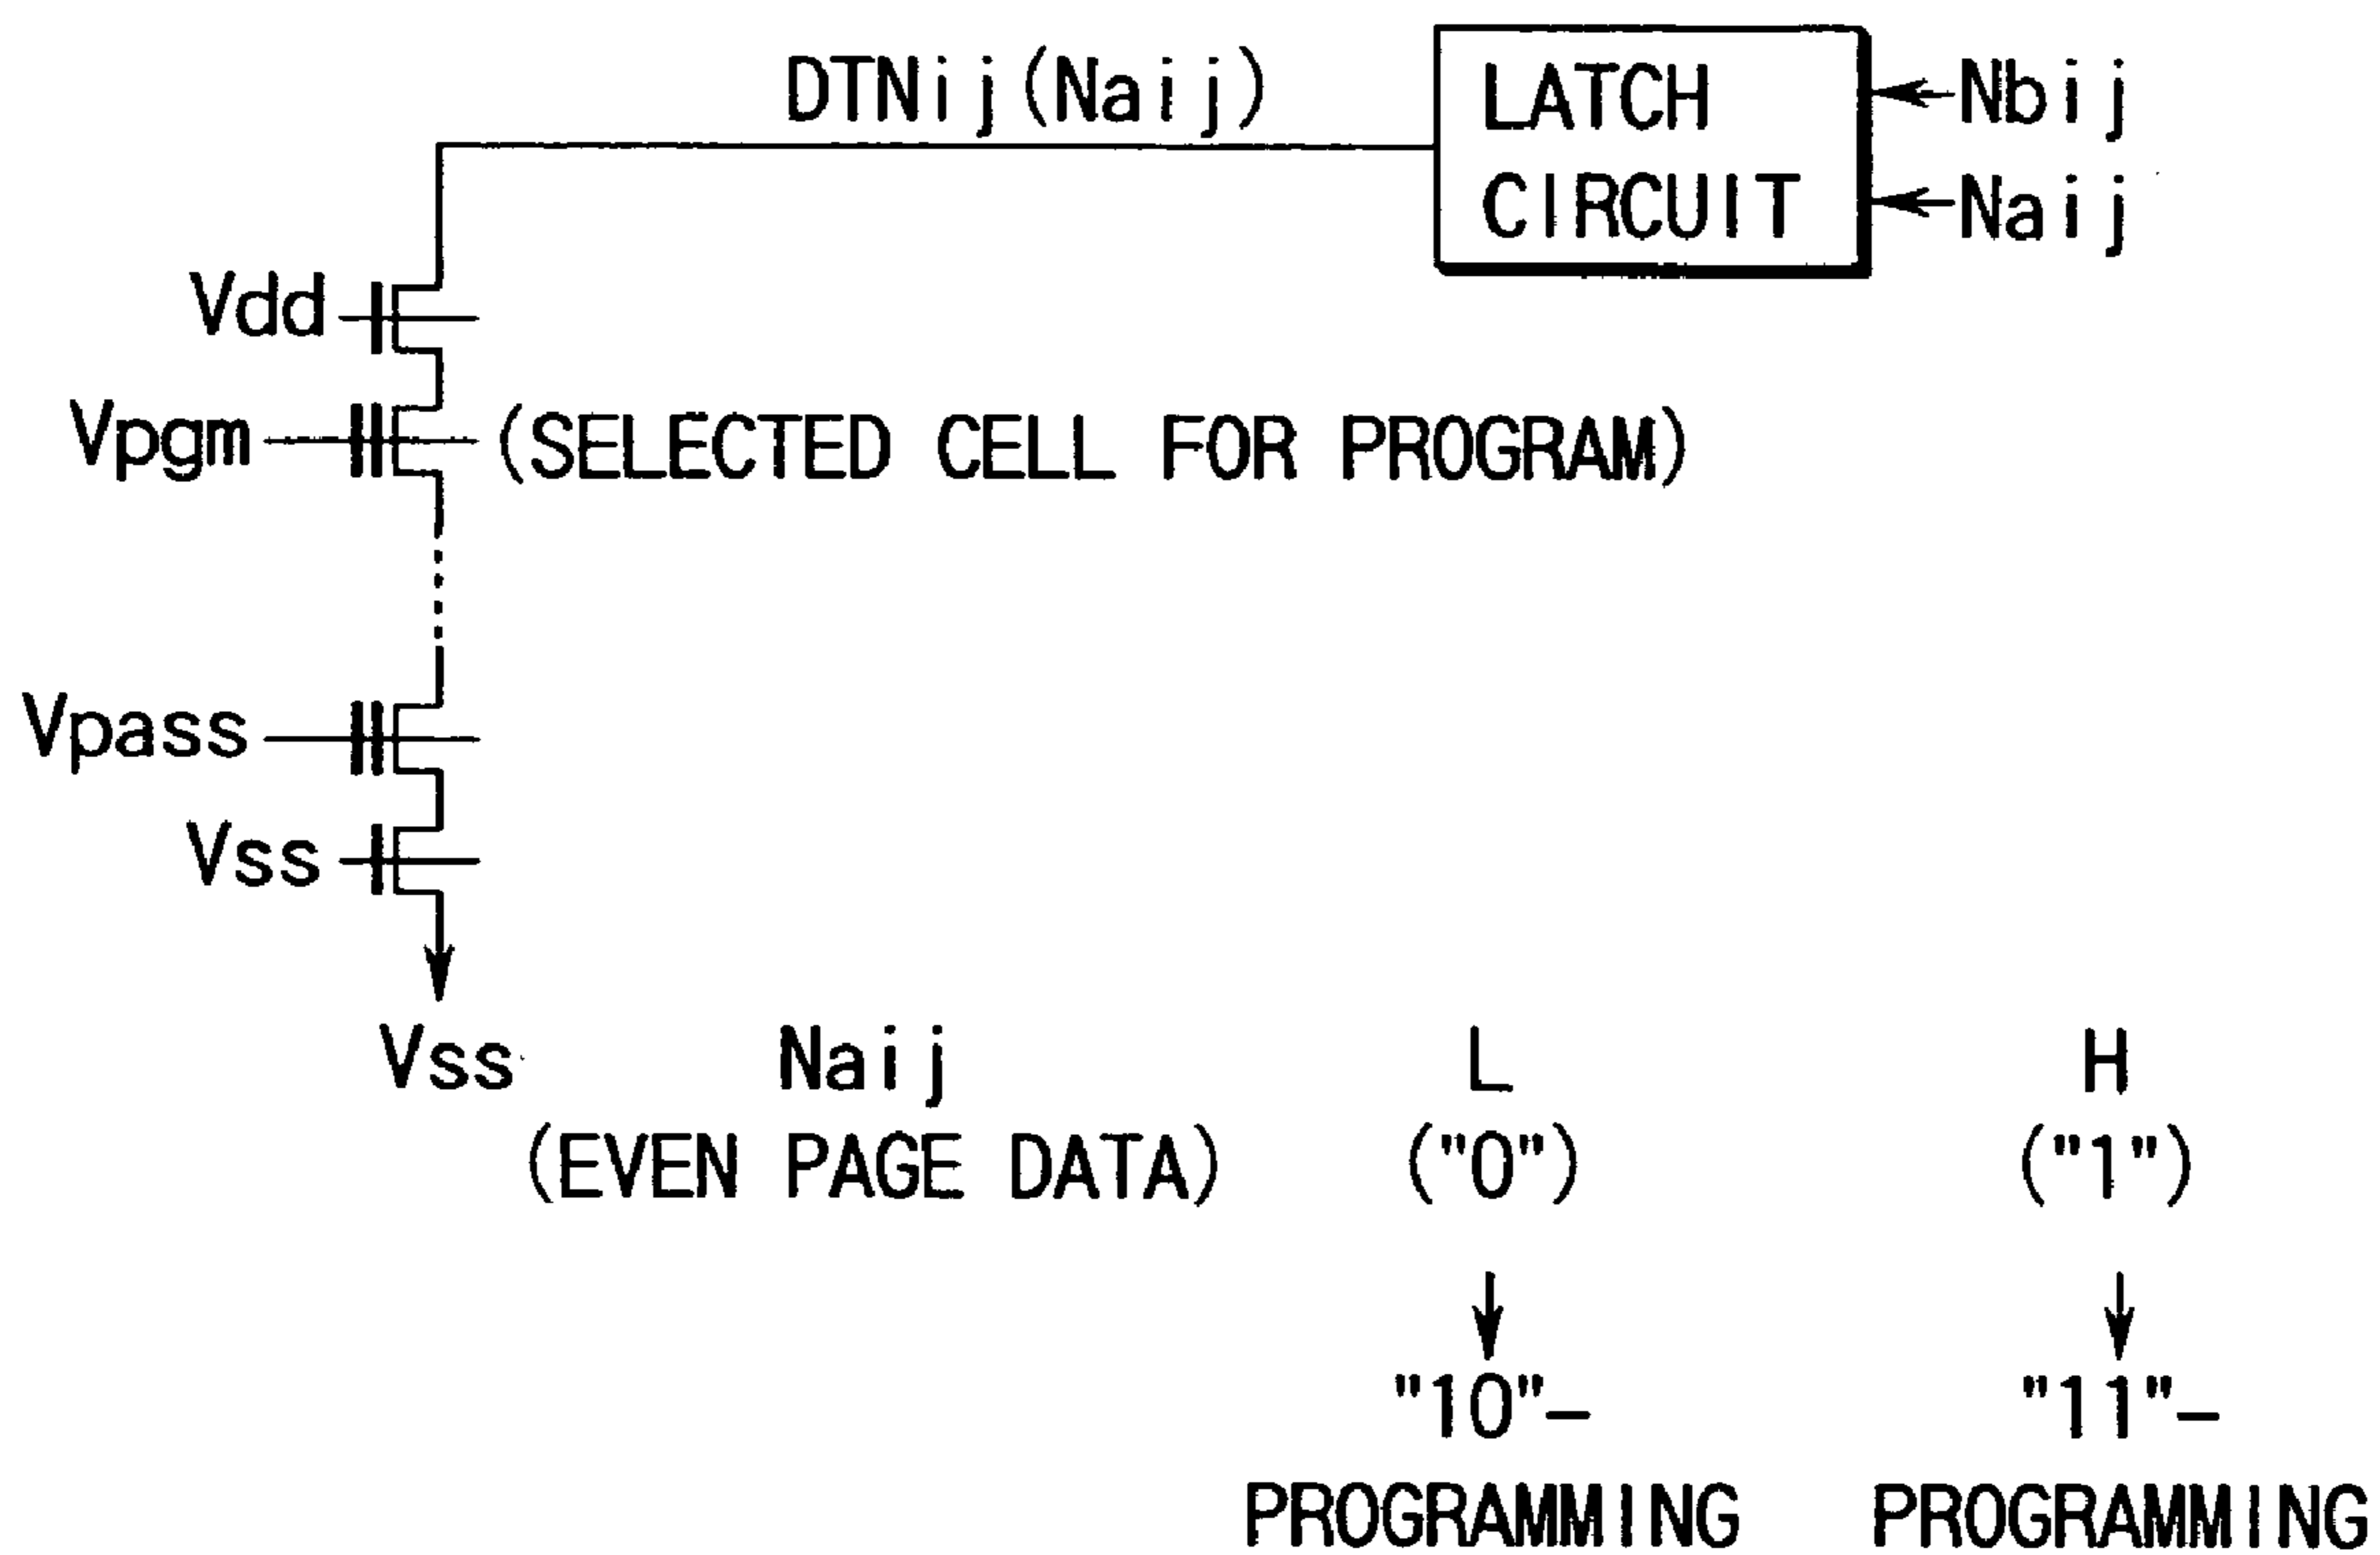 DTNij(Naij)
LATCH
CIRCUIT
Nbij
Naij
Vdd
Vpgm
(SELECTED CELL FOR PROGRAM)
Vpass
Vss
Vss
Naij
L
H
(EVEN PAGE DATA)
("0")
("1")
"10"–
"11"–
PROGRAMMING
PROGRAMMING